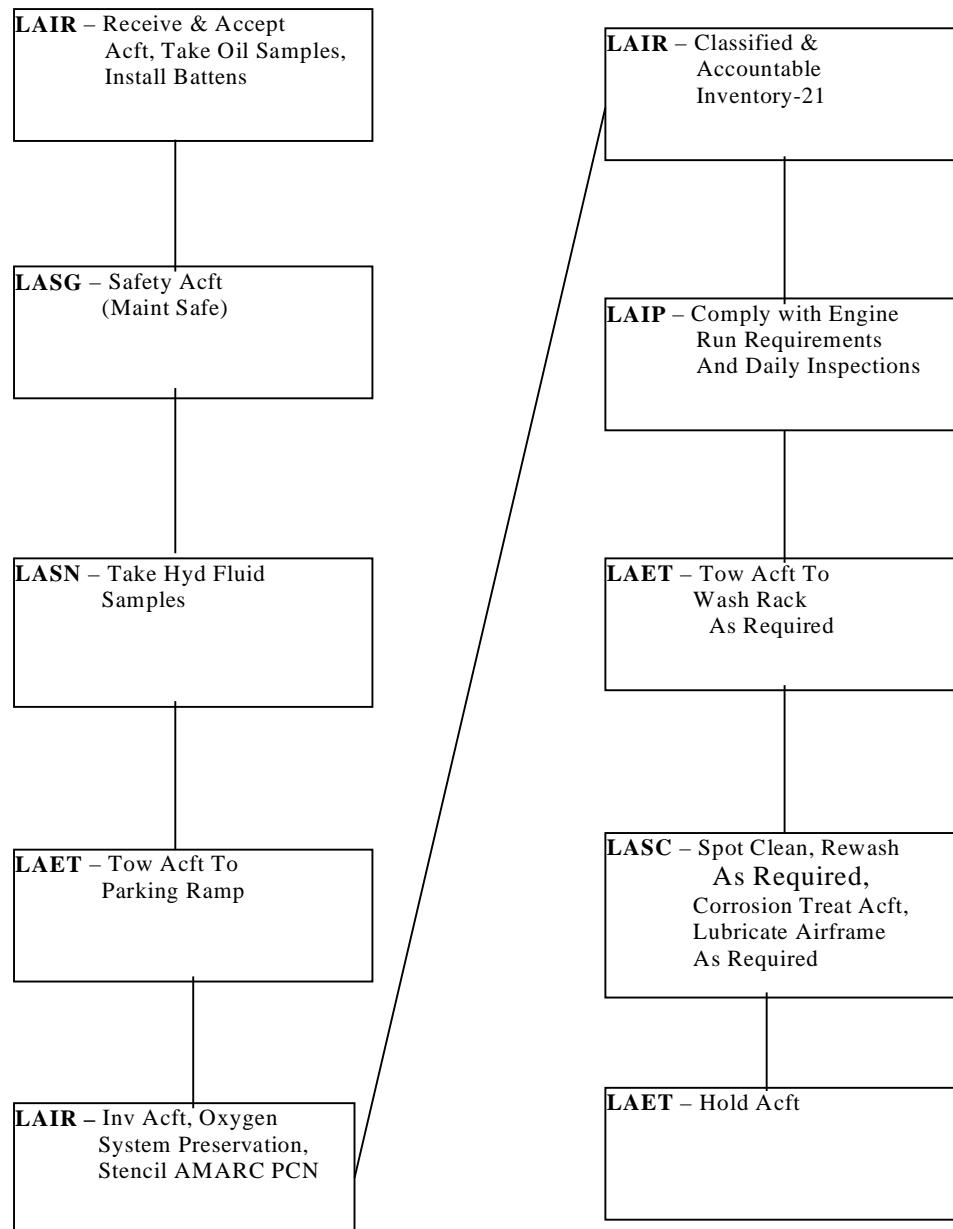 LAIR – Receive & Accept
Acft, Take Oil Samples,
Install Battens
LASG – Safety Acft
(Maint Safe)
LASN – Take Hyd Fluid
Samples
LAET – Tow Acft To
Parking Ramp
LAIR – Inv Acft, Oxygen
System Preservation,
Stencil AMARC PCN
LAIR – Classified &
Accountable
Inventory-21
LAIP – Comply with Engine
Run Requirements
And Daily Inspections
LAET – Tow Acft To
Wash Rack
As Required
LASC – Spot Clean, Rewash
As Required,
Corrosion Treat Acft,
Lubricate Airframe
As Required
LAET – Hold Acft